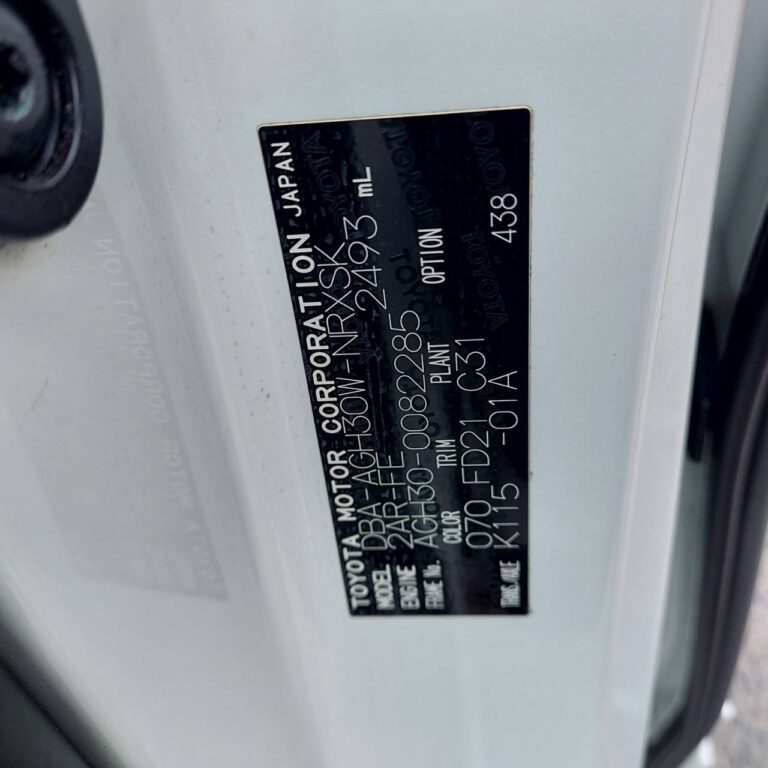 TOYOTA MOTOR CORPORATION JAPAN
MODEL DBA-AGH30W-NRXSK
ENGINE 2AR-FE 2493 mL
FRAME No. AGH30-0082285
COLOR TRIM PLANT OPTION
070 FD21 C31
TRANS./AXLE K115 -01A 438